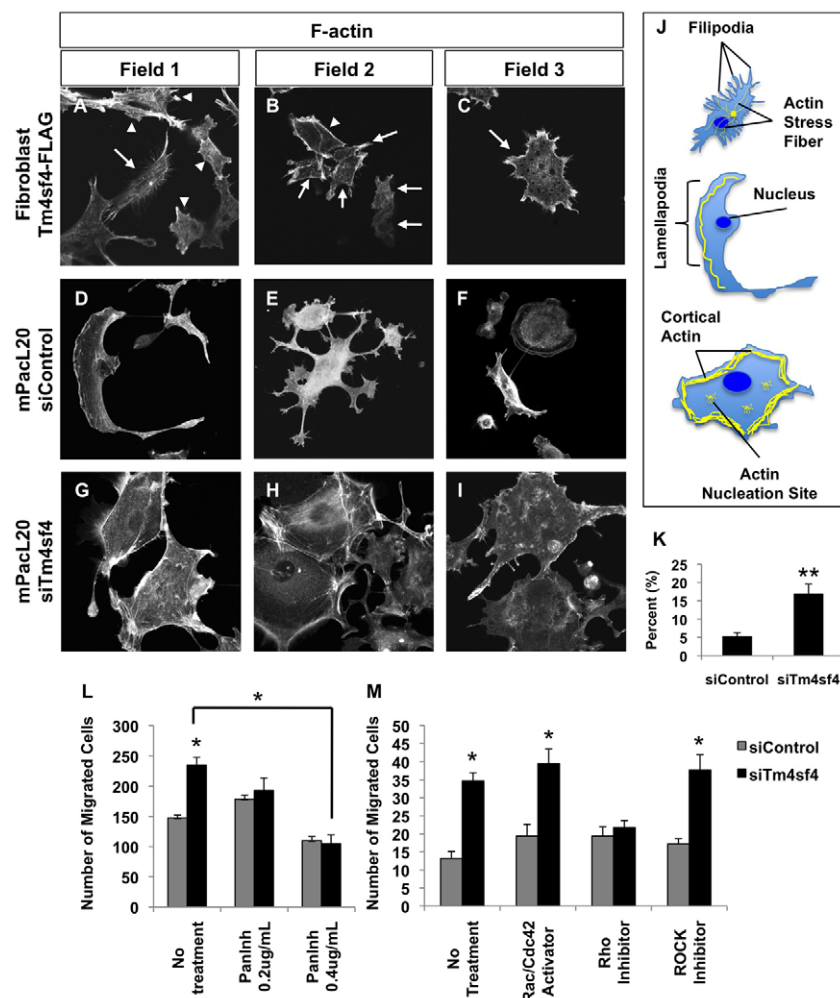 F-actin
Field 1
Field 2
Field 3
Fibroblast
Tm4sf4-FLAG
A
B
C
mPacL20
siControl
D
E
F
mPacL20
siTm4sf4
G
H
I
J
Filipodia
Actin
Stress
Fiber
Nucleus
Lamellapodia
Cortical
Actin
Actin
Nucleation Site
K
Percent (%)
25
20
15
10
5
0
**
siControl siTm4sf4
L
Number of Migrated Cells
300
250
200
150
100
50
0
*
*
No
treatment
PanInh
0.2ug/mL
PanInh
0.4ug/mL
M
Number of Migrated Cells
50
45
40
35
30
25
20
15
10
5
0
*
*
*
No
Treatment
Rac/Cdc42
Activator
Rho
Inhibitor
ROCK
Inhibitor
siControl
siTm4sf4